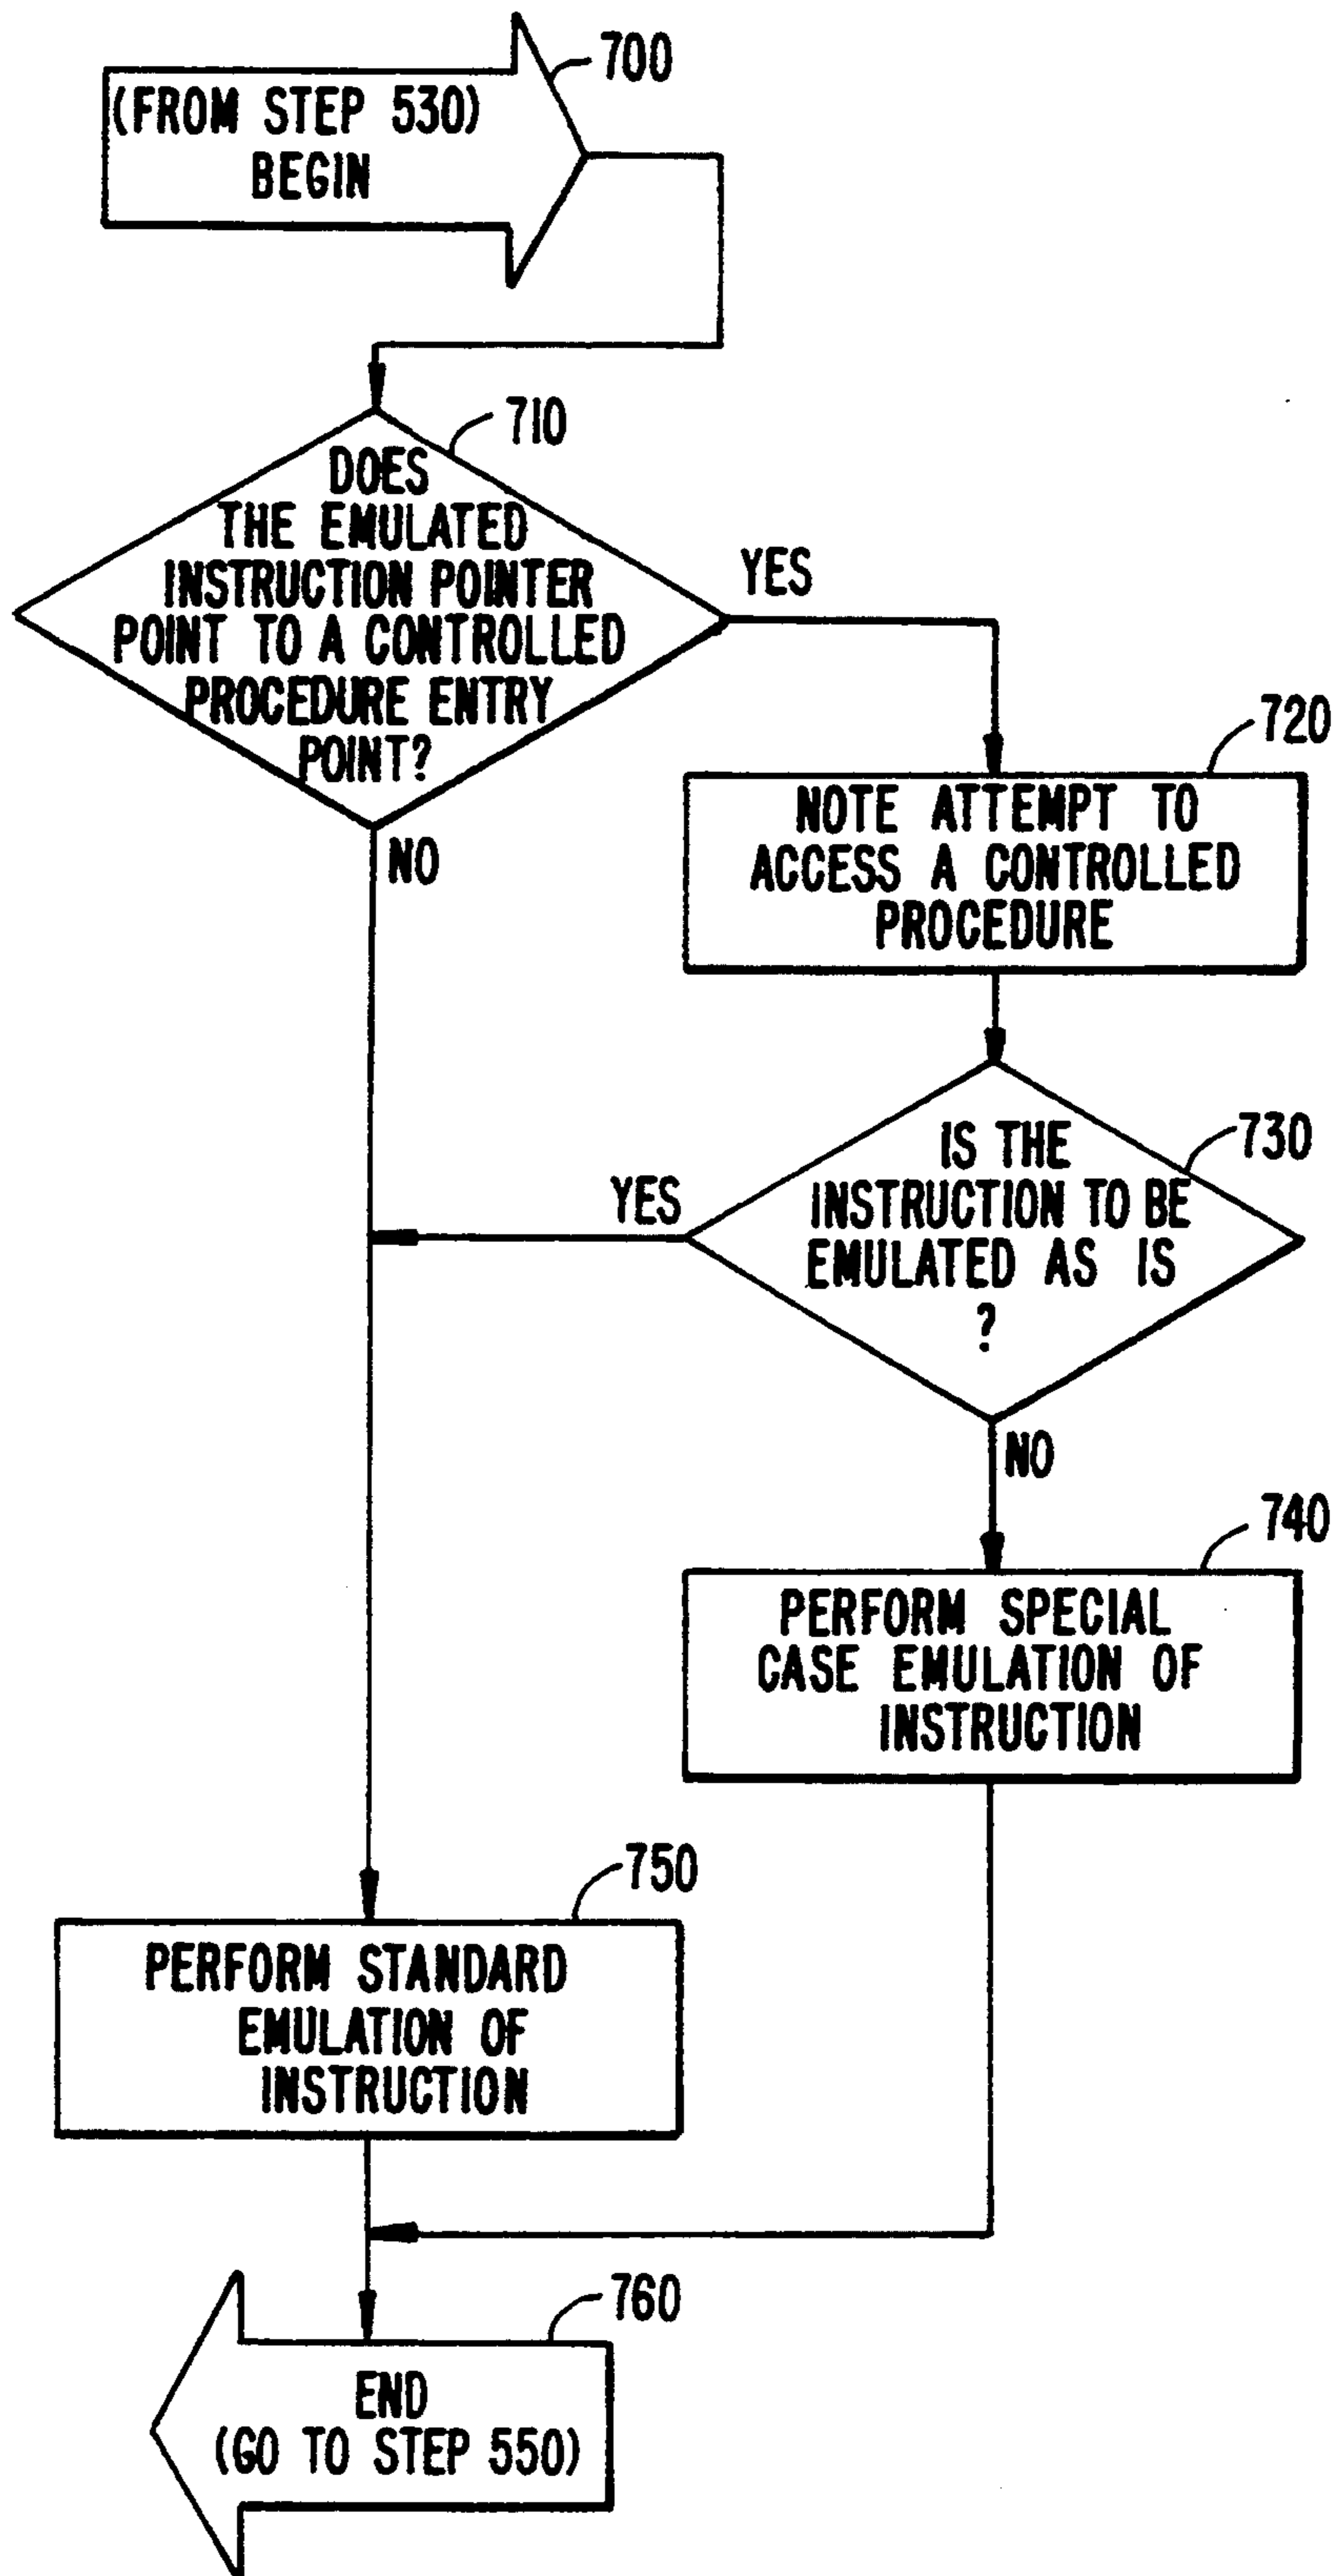 700
(FROM STEP 530)
BEGIN
710
DOES
THE EMULATED
INSTRUCTION POINTER
POINT TO A CONTROLLED
PROCEDURE ENTRY
POINT?
YES
NO
720
NOTE ATTEMPT TO
ACCESS A CONTROLLED
PROCEDURE
730
IS THE
INSTRUCTION TO BE
EMULATED AS IS
?
YES
NO
740
PERFORM SPECIAL
CASE EMULATION OF
INSTRUCTION
750
PERFORM STANDARD
EMULATION OF
INSTRUCTION
760
END
(GO TO STEP 550)